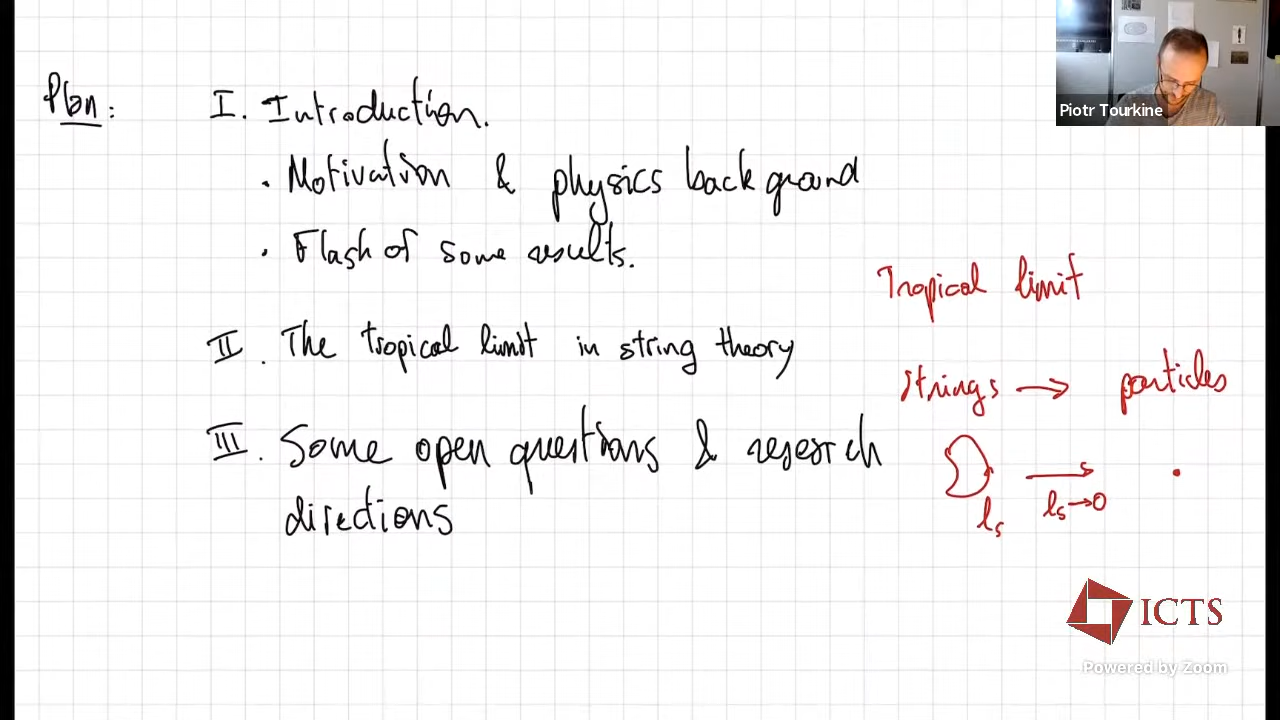 Plan:
I. Introduction.
. Motivation & physics background
. Flash of some results.
II. The tropical limit in string theory
III. Some open questions & research
directions
Tropical limit
strings → particles
ls
ls→0
Piotr Tourkine
ICTS
Powered by Zoom